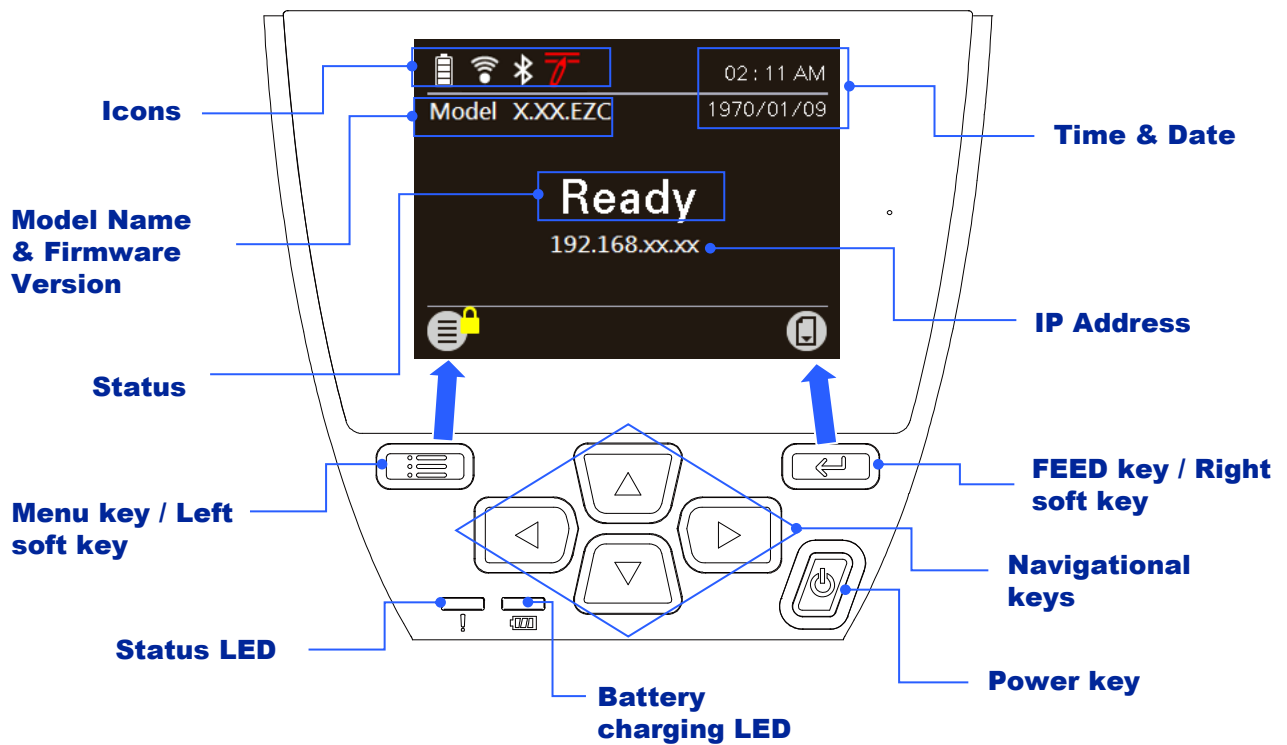 02 : 11 AM
Model X.XX.EZC
1970/01/09
Icons
Time & Date
Ready
Model Name
& Firmware
Version
192.168.xx.xx
IP Address
Status
Menu key / Left
soft key
FEED key / Right
soft key
Navigational
keys
!
Status LED
Battery
charging LED
Power key